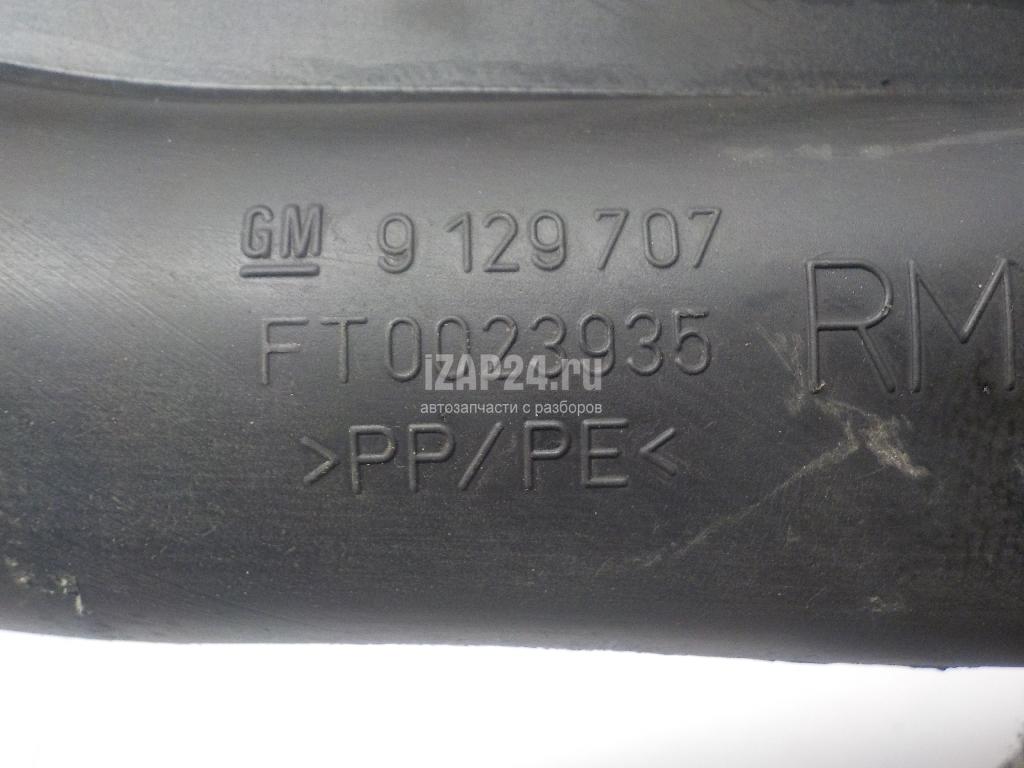 GM 9 129 707
FT0023935
RM
iZAP24.ru
автозапчасти с разборов
>PP/PE<